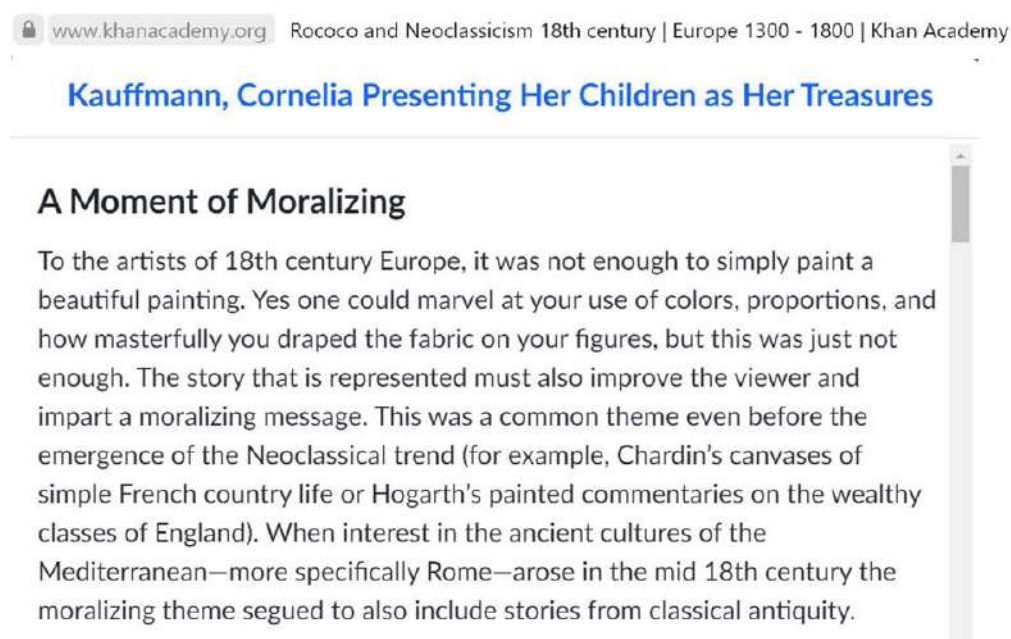 www.khanacademy.org Rococo and Neoclassicism 18th century | Europe 1300 - 1800 | Khan Academy
Kauffmann, Cornelia Presenting Her Children as Her Treasures
A Moment of Moralizing
To the artists of 18th century Europe, it was not enough to simply paint a
beautiful painting. Yes one could marvel at your use of colors, proportions, and
how masterfully you draped the fabric on your figures, but this was just not
enough. The story that is represented must also improve the viewer and
impart a moralizing message. This was a common theme even before the
emergence of the Neoclassical trend (for example, Chardin’s canvases of
simple French country life or Hogarth’s painted commentaries on the wealthy
classes of England). When interest in the ancient cultures of the
Mediterranean—more specifically Rome—arose in the mid 18th century the
moralizing theme segued to also include stories from classical antiquity.